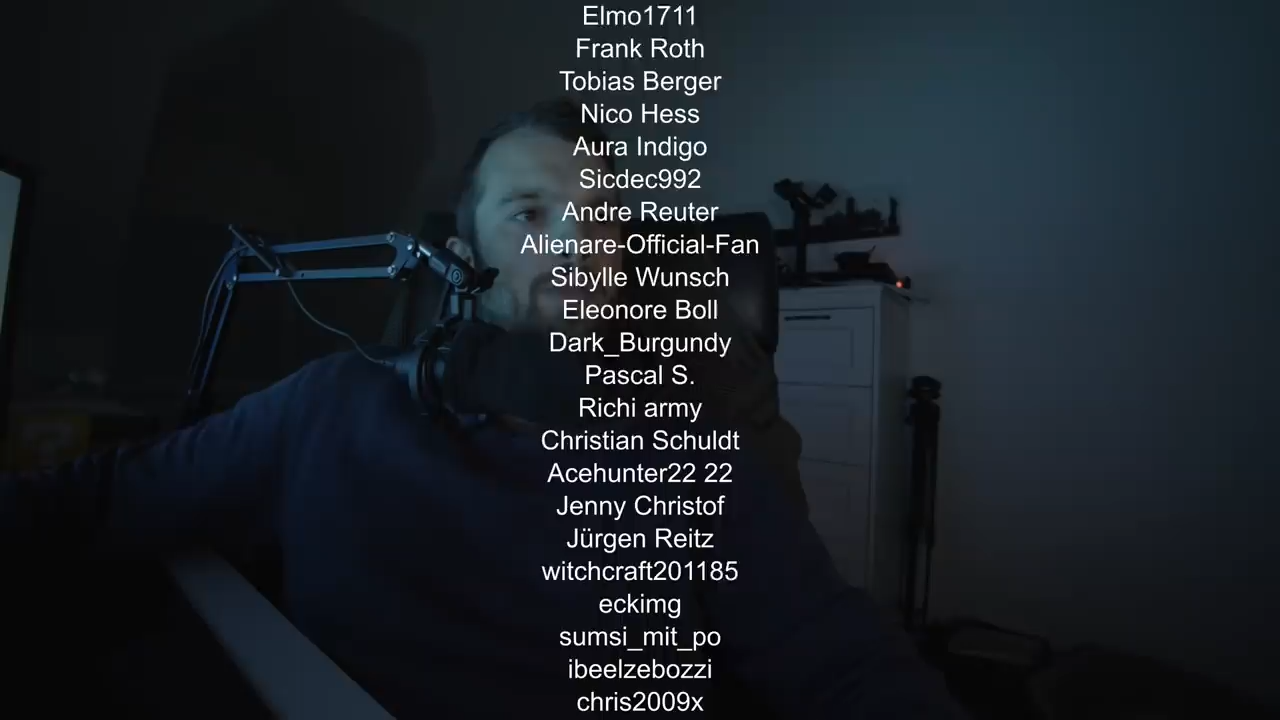 Elmo1711
Frank Roth
Tobias Berger
Nico Hess
Aura Indigo
Sicdec992
Andre Reuter
Alienare-Official-Fan
Sibylle Wunsch
Eleonore Boll
Dark_Burgundy
Pascal S.
Richi army
Christian Schuldt
Acehunter22 22
Jenny Christof
Jürgen Reitz
witchcraft201185
eckimg
sumsi_mit_po
ibeelzebozzi
chris2009x